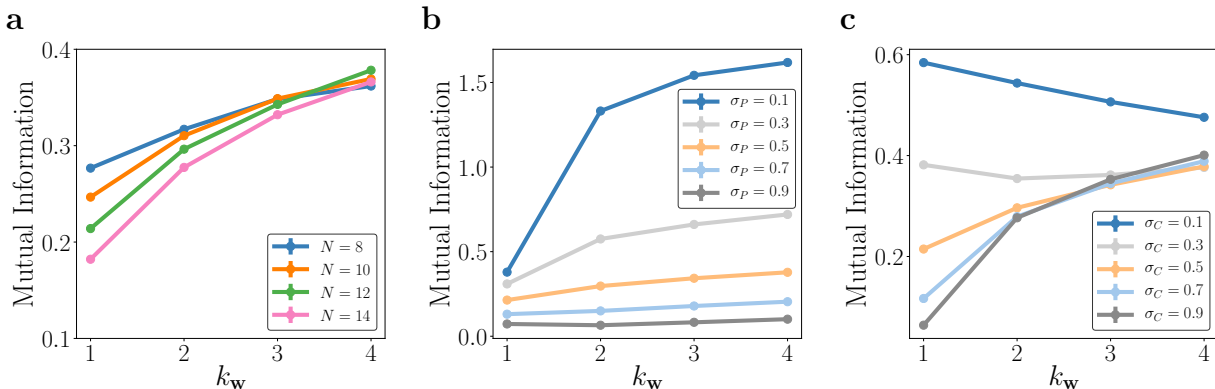 a
Mutual Information
0.4
0.3
0.2
0.1
1 2 3 4
k_w
N = 8
N = 10
N = 12
N = 14
b
Mutual Information
1.5
1.0
0.5
0.0
1 2 3 4
k_w
σ_P = 0.1
σ_P = 0.3
σ_P = 0.5
σ_P = 0.7
σ_P = 0.9
c
Mutual Information
0.6
0.4
0.2
1 2 3 4
k_w
σ_C = 0.1
σ_C = 0.3
σ_C = 0.5
σ_C = 0.7
σ_C = 0.9